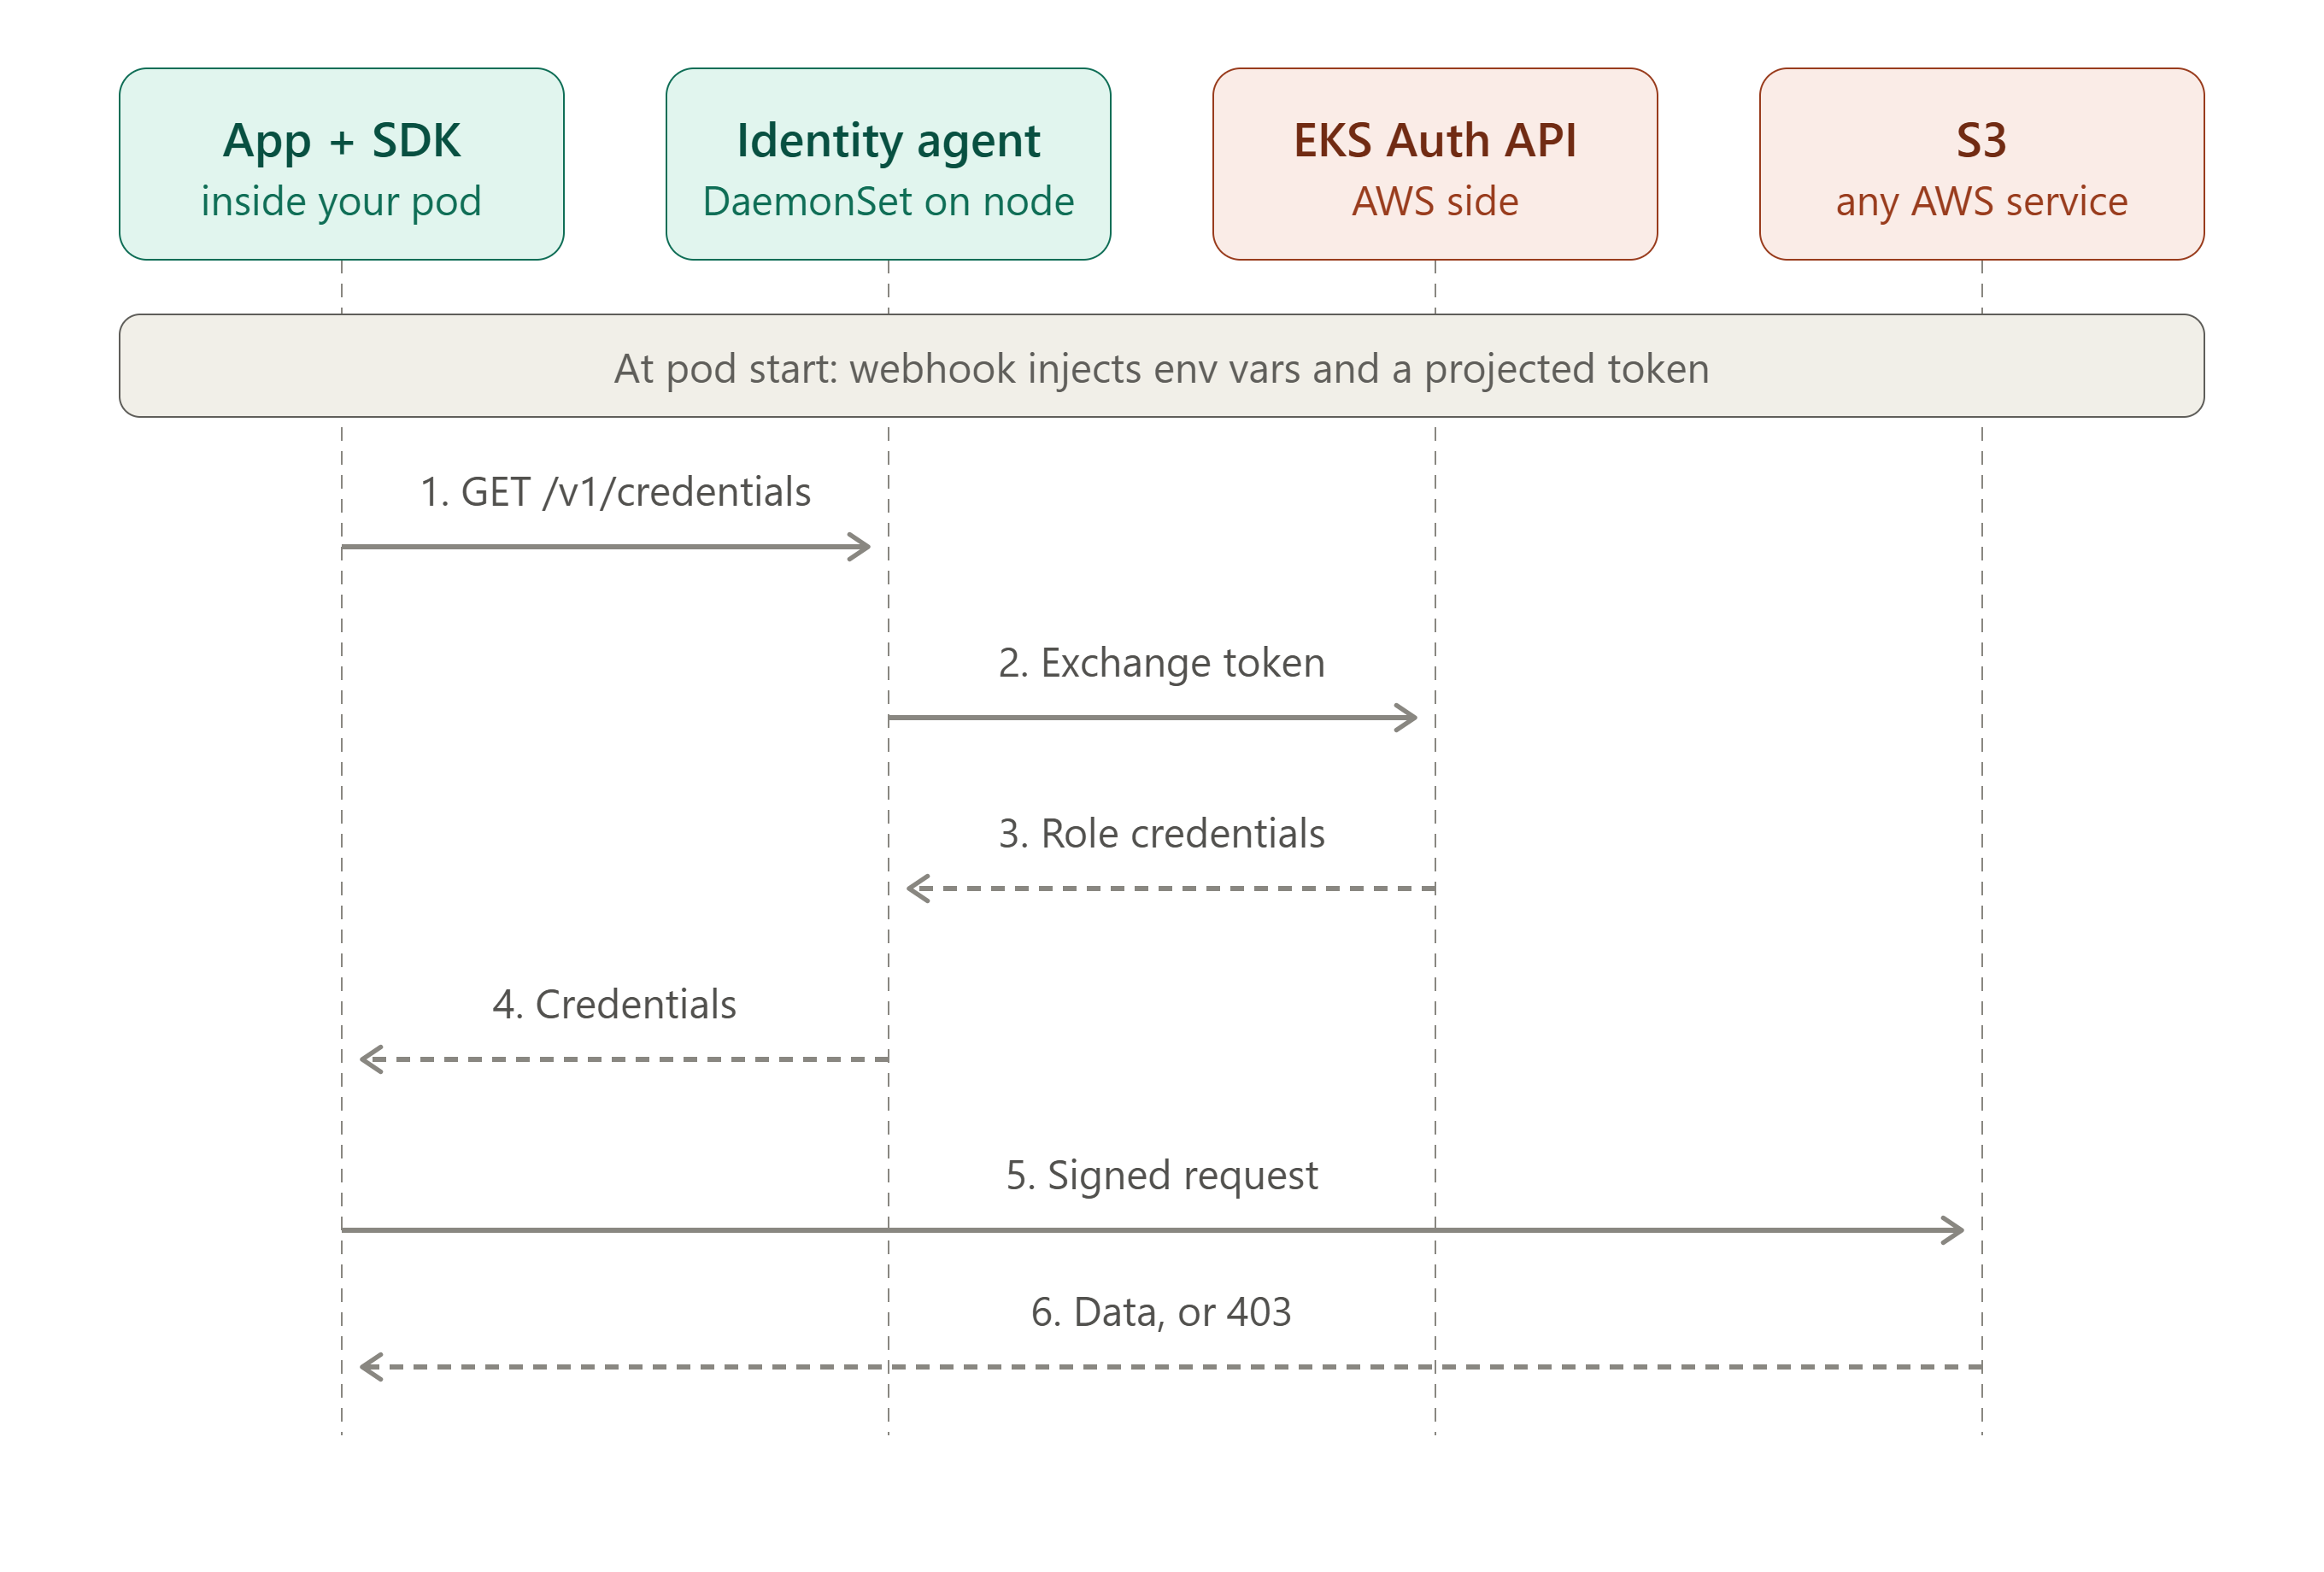 App + SDK
inside your pod
Identity agent
DaemonSet on node
EKS Auth API
AWS side
S3
any AWS service
At pod start: webhook injects env vars and a projected token
1. GET /v1/credentials
2. Exchange token
3. Role credentials
4. Credentials
5. Signed request
6. Data, or 403